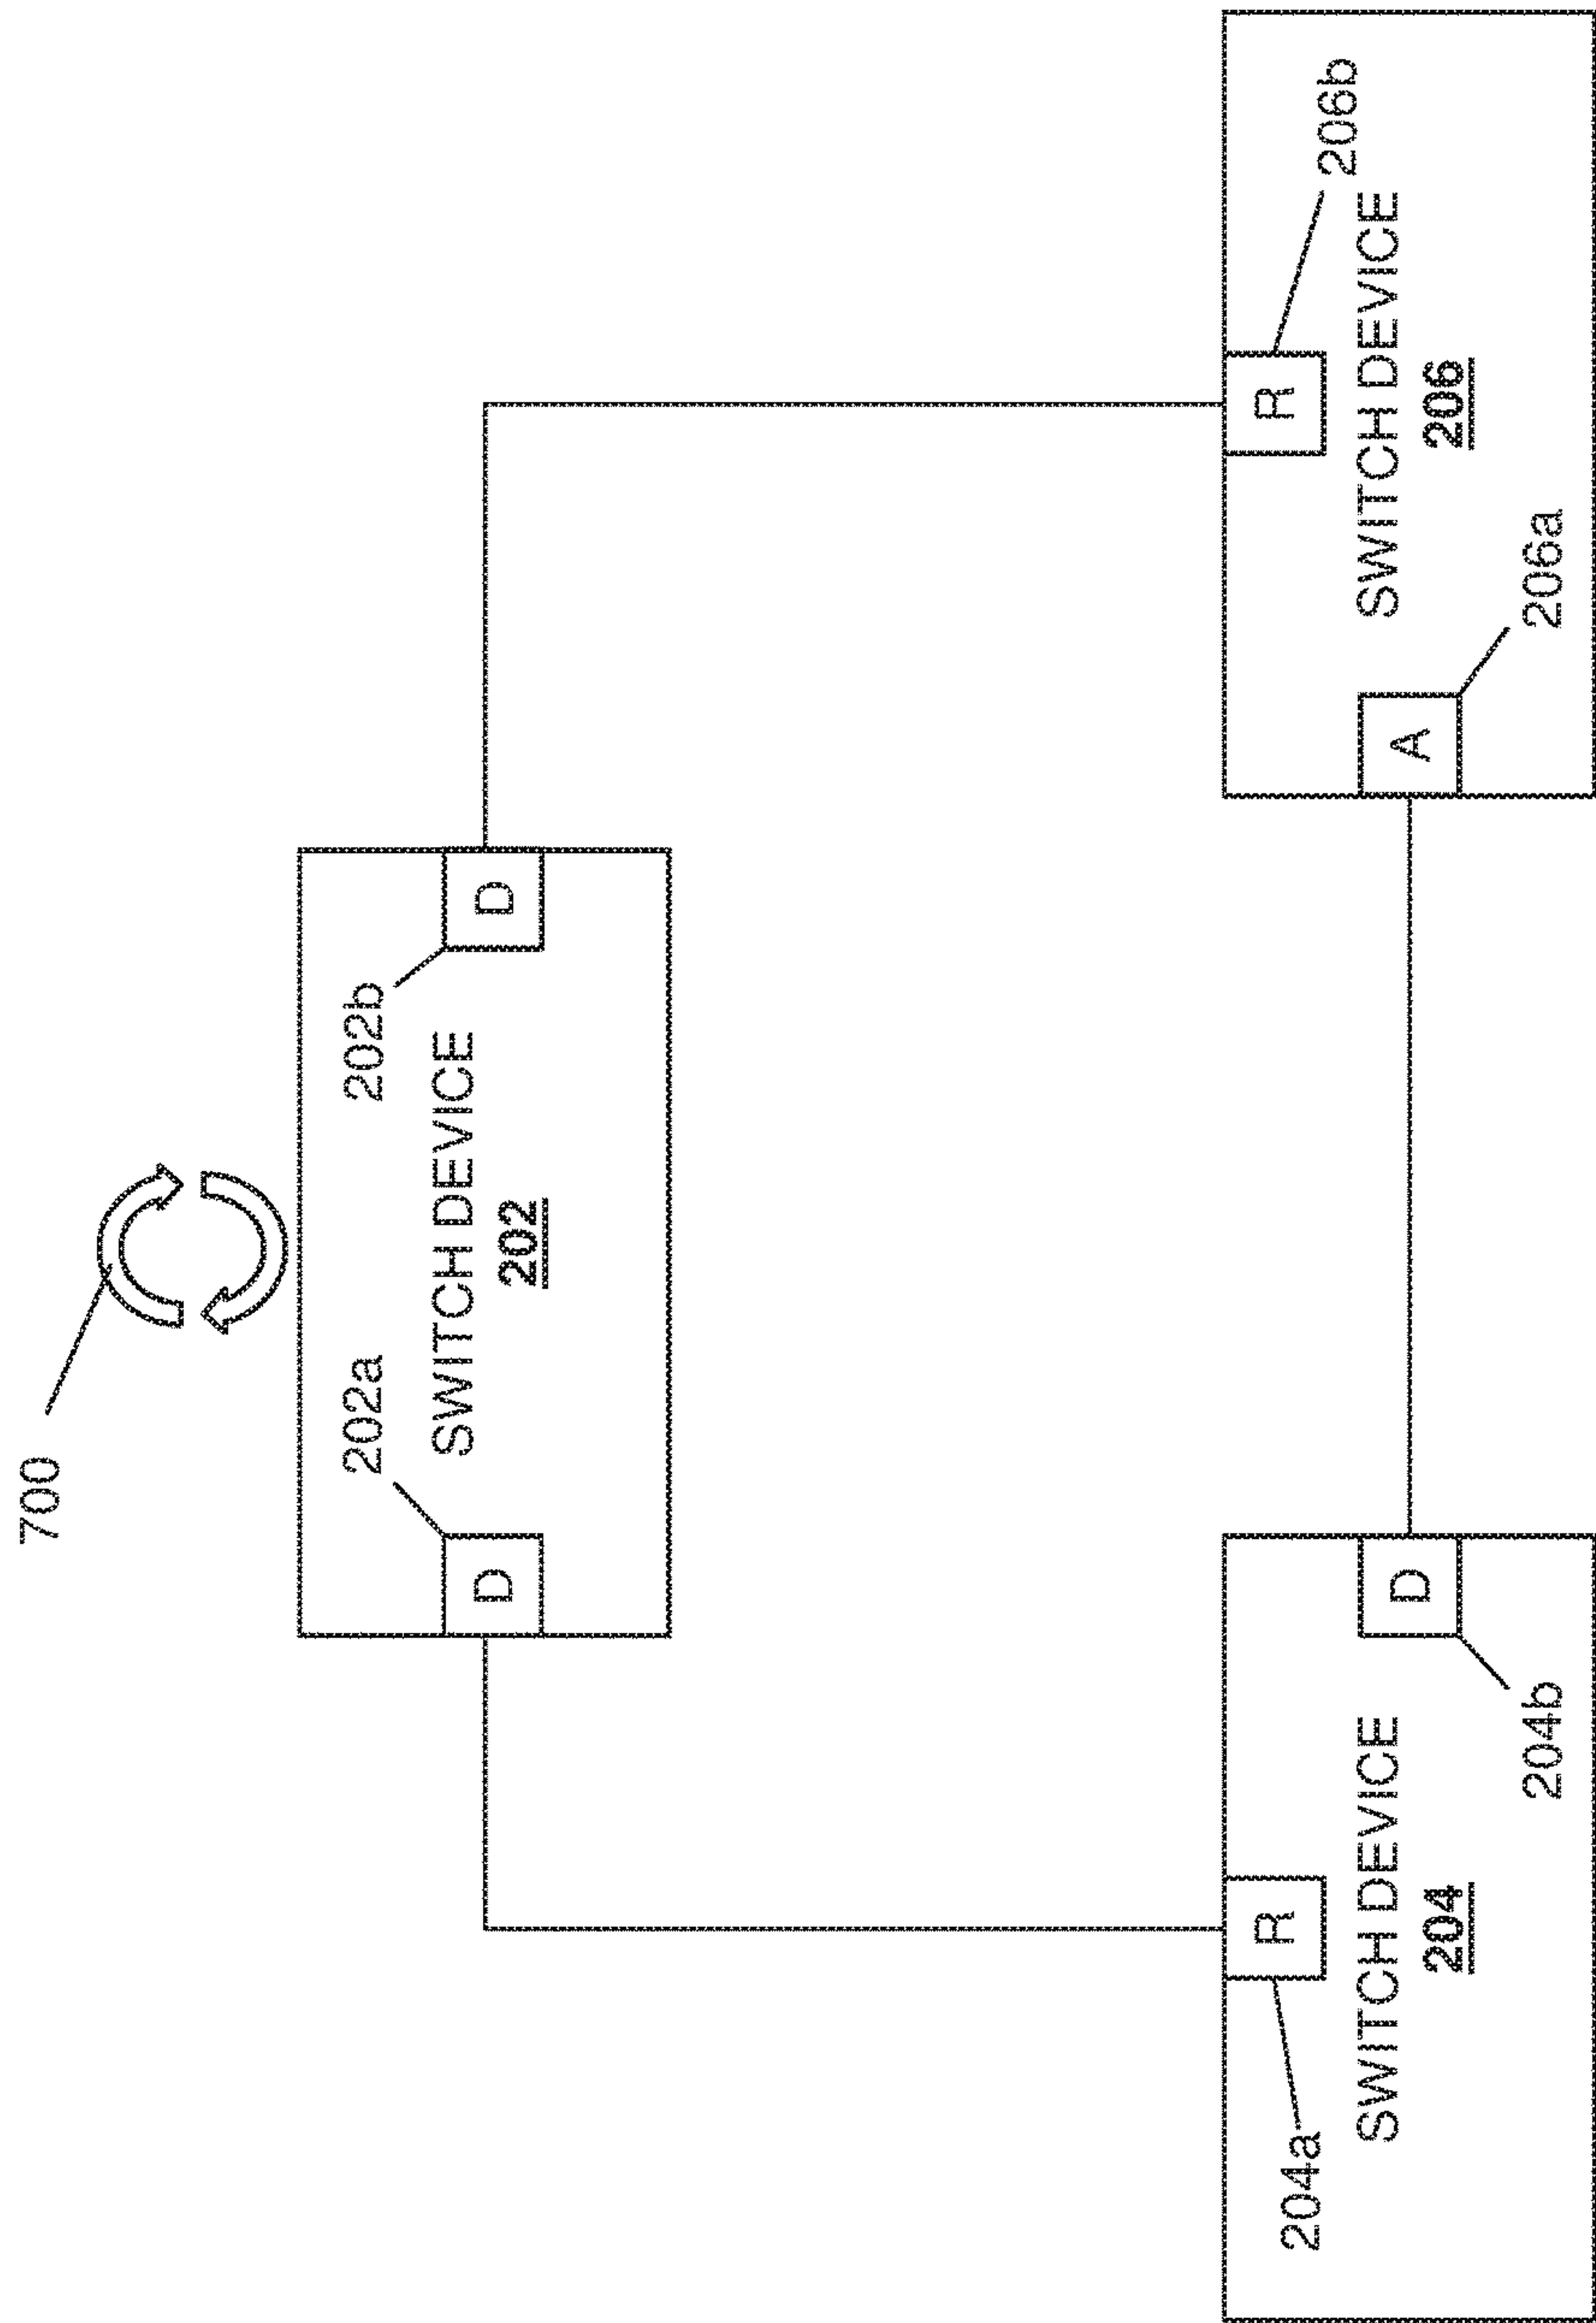 700
202a
202b
D
SWITCH DEVICE
D
202
204a
R
SWITCH DEVICE
204
D
204b
R
206b
A
SWITCH DEVICE
206
206a